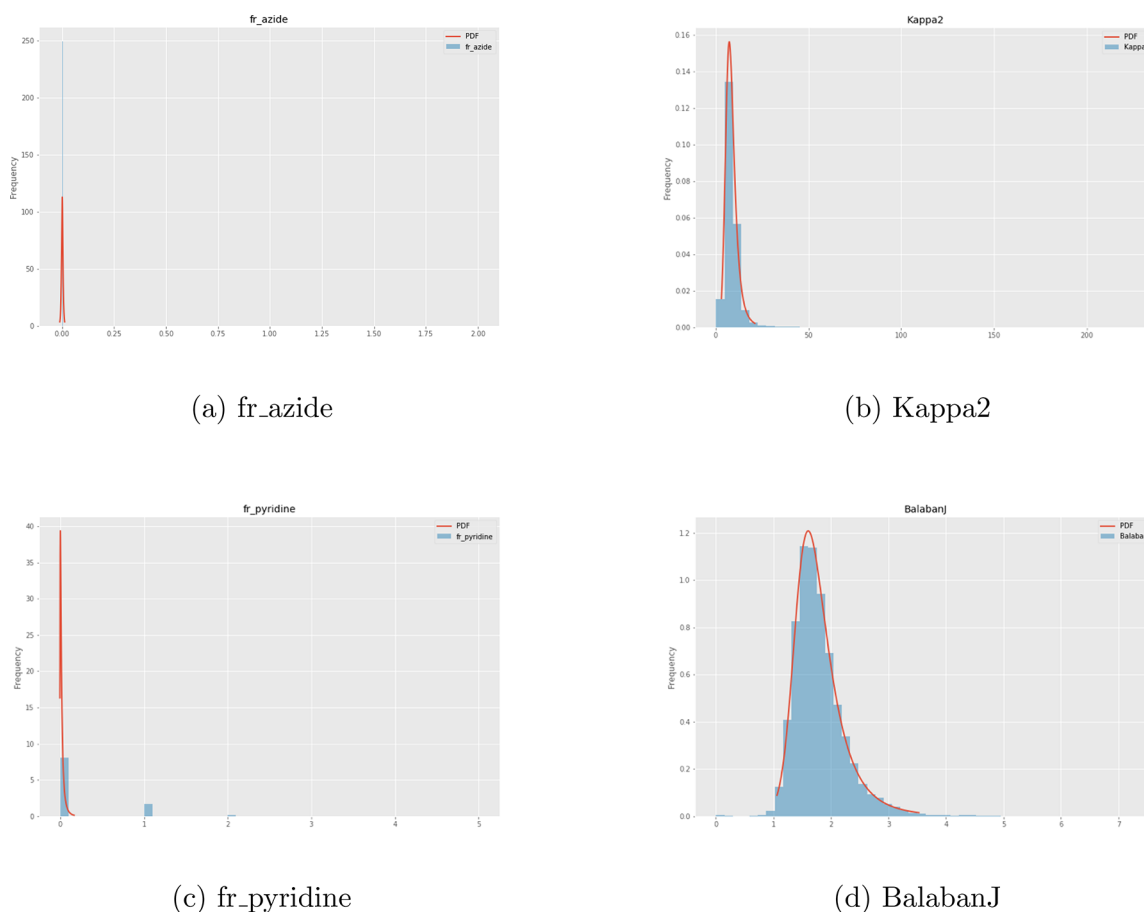 fr_azide
PDF
fr_azide
Frequency
250
200
150
100
50
0
0.00 0.25 0.50 0.75 1.00 1.25 1.50 1.75 2.00
(a) fr_azide
Kappa2
PDF
Kappa
Frequency
0.16
0.14
0.12
0.10
0.08
0.06
0.04
0.02
0.00
0 50 100 150 200
(b) Kappa2
fr_pyridine
PDF
fr_pyridine
Frequency
40
35
30
25
20
15
10
5
0
0 1 2 3 4 5
(c) fr_pyridine
BalabanJ
PDF
Balaba
Frequency
1.2
1.0
0.8
0.6
0.4
0.2
0.0
0 1 2 3 4 5 6 7
(d) BalabanJ